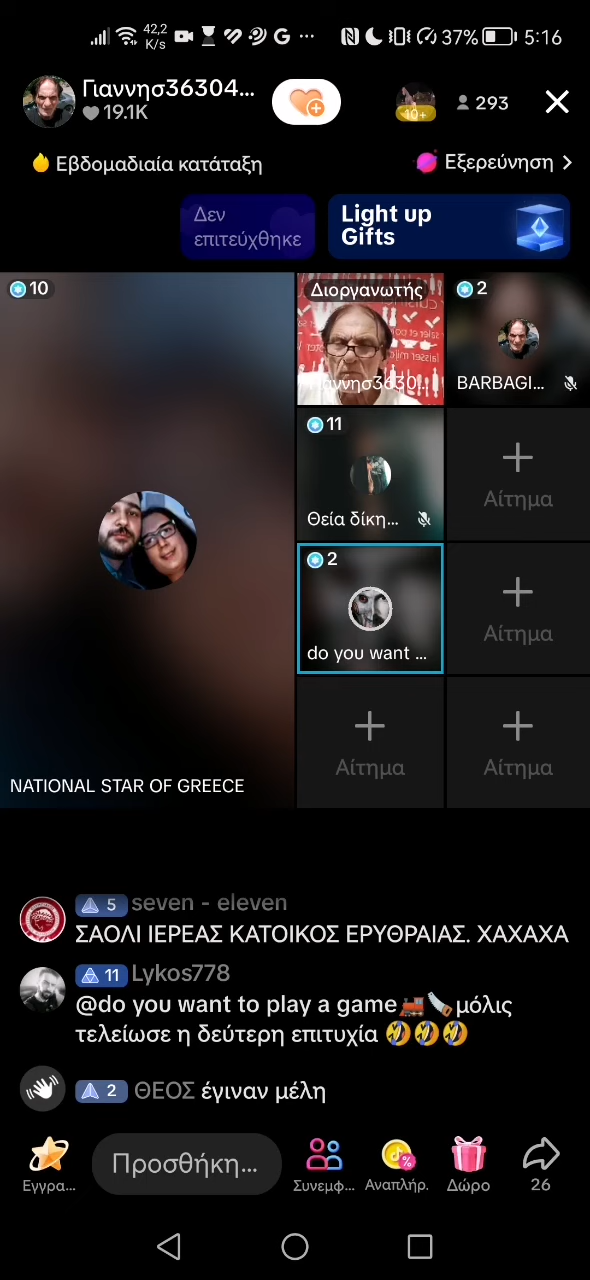 42,2
K/s
37%
5:16
Γιαννησ36304...
19.1K
10+
293
Εβδομαδιαία κατάταξη
Εξερεύνηση >
Δεν
επιτεύχθηκε
Light up
Gifts
10
Διοργανωτής
2
ιαννησ3630...
BARBAGI...
11
Αίτημα
Θεία δίκη...
2
Αίτημα
do you want ...
Αίτημα
Αίτημα
NATIONAL STAR OF GREECE
5 seven - eleven
ΣΑΟΛΙ ΙΕΡΕΑΣ ΚΑΤΟΙΚΟΣ ΕΡΥΘΡΑΙΑΣ. ΧΑΧΑΧΑ
11 Lykos778
@do you want to play a game🚂🪚μόλις
τελείωσε η δεύτερη επιτυχία 🤣🤣🤣
2 ΘΕΟΣ έγιναν μέλη
Προσθήκη...
Εγγρα...
Συνεμφ...
Αναπλήρ.
Δώρο
26